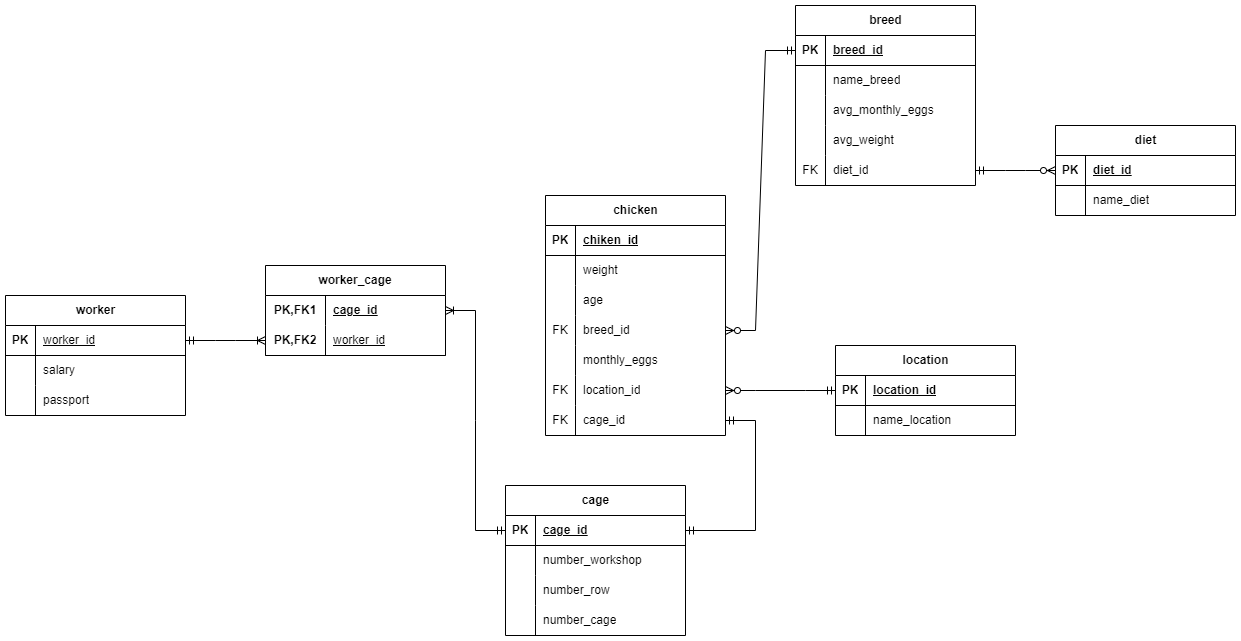 breed
PK breed_id
name_breed
avg_monthly_eggs
avg_weight
FK diet_id
diet
PK diet_id
name_diet
chicken
PK chiken_id
weight
age
FK breed_id
monthly_eggs
FK location_id
FK cage_id
worker_cage
PK,FK1 cage_id
PK,FK2 worker_id
worker
PK worker_id
salary
passport
location
PK location_id
name_location
cage
PK cage_id
number_workshop
number_row
number_cage